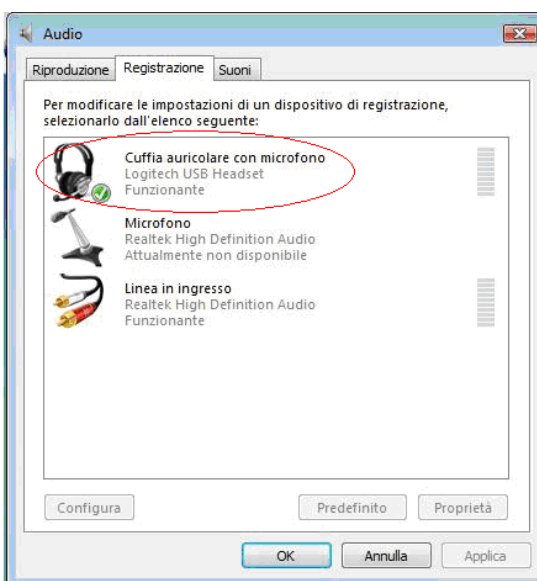 Audio
Riproduzione Registrazione Suoni
Per modificare le impostazioni di un dispositivo di registrazione,
selezionarlo dall'elenco seguente:
Cuffia auricolare con microfono
Logitech USB Headset
Funzionante
Microfono
Realtek High Definition Audio
Attualmente non disponibile
Linea in ingresso
Realtek High Definition Audio
Funzionante
Configura Predefinito Proprietà
OK Annulla Applica